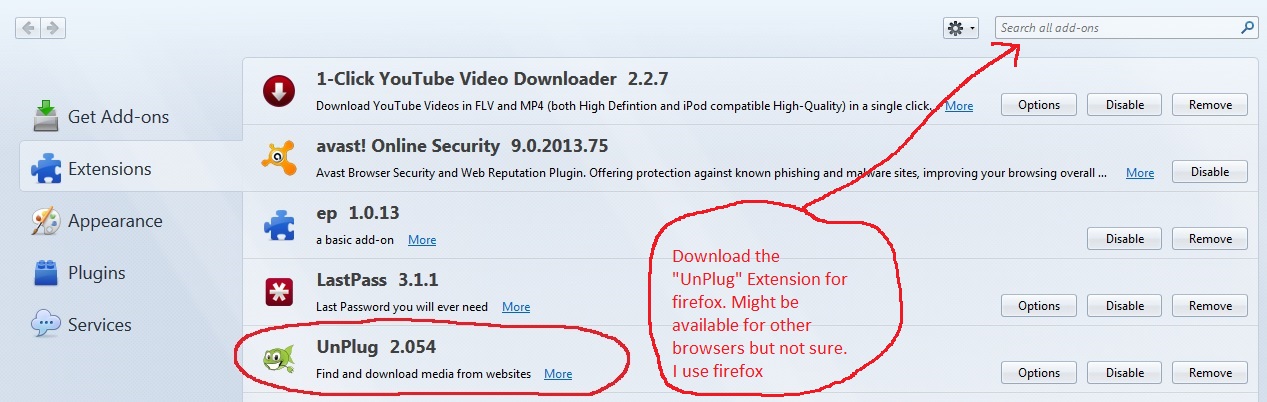 Search all add-ons
Get Add-ons
Extensions
Appearance
Plugins
Services
1-Click YouTube Video Downloader 2.2.7
Download YouTube Videos in FLV and MP4 (both High Defintion and iPod compatible High-Quality) in a single click. More
Options Disable Remove
avast! Online Security 9.0.2013.75
Avast Browser Security and Web Reputation Plugin. Offering protection against known phishing and malware sites, improving your browsing overall ... More
Disable
ep 1.0.13
a basic add-on More
Disable Remove
LastPass 3.1.1
Last Password you will ever need More
Options Disable Remove
UnPlug 2.054
Find and download media from websites More
Options Disable Remove
Download the
"UnPlug" Extension for
firefox. Might be
available for other
browsers but not sure.
I use firefox